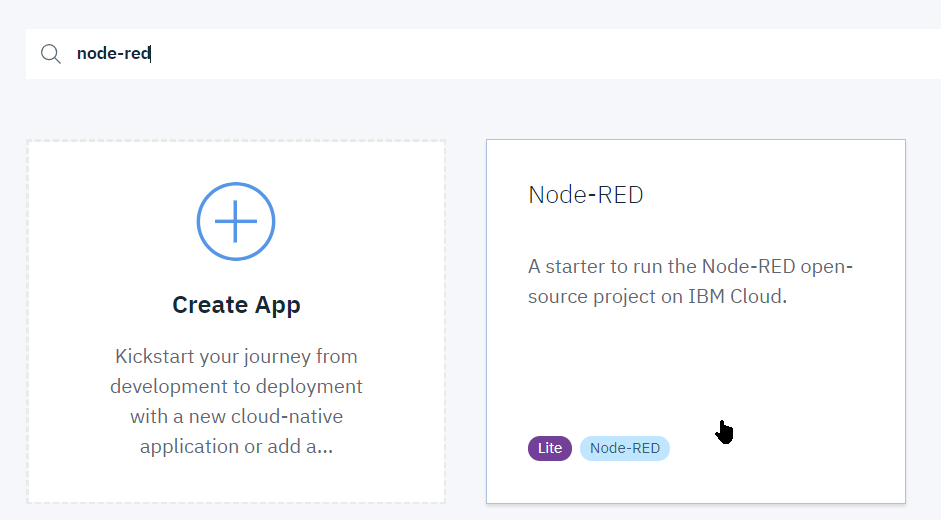 node-red
Create App
Kickstart your journey from
development to deployment
with a new cloud-native
application or add a...
Node-RED
A starter to run the Node-RED open-
source project on IBM Cloud.
Lite Node-RED